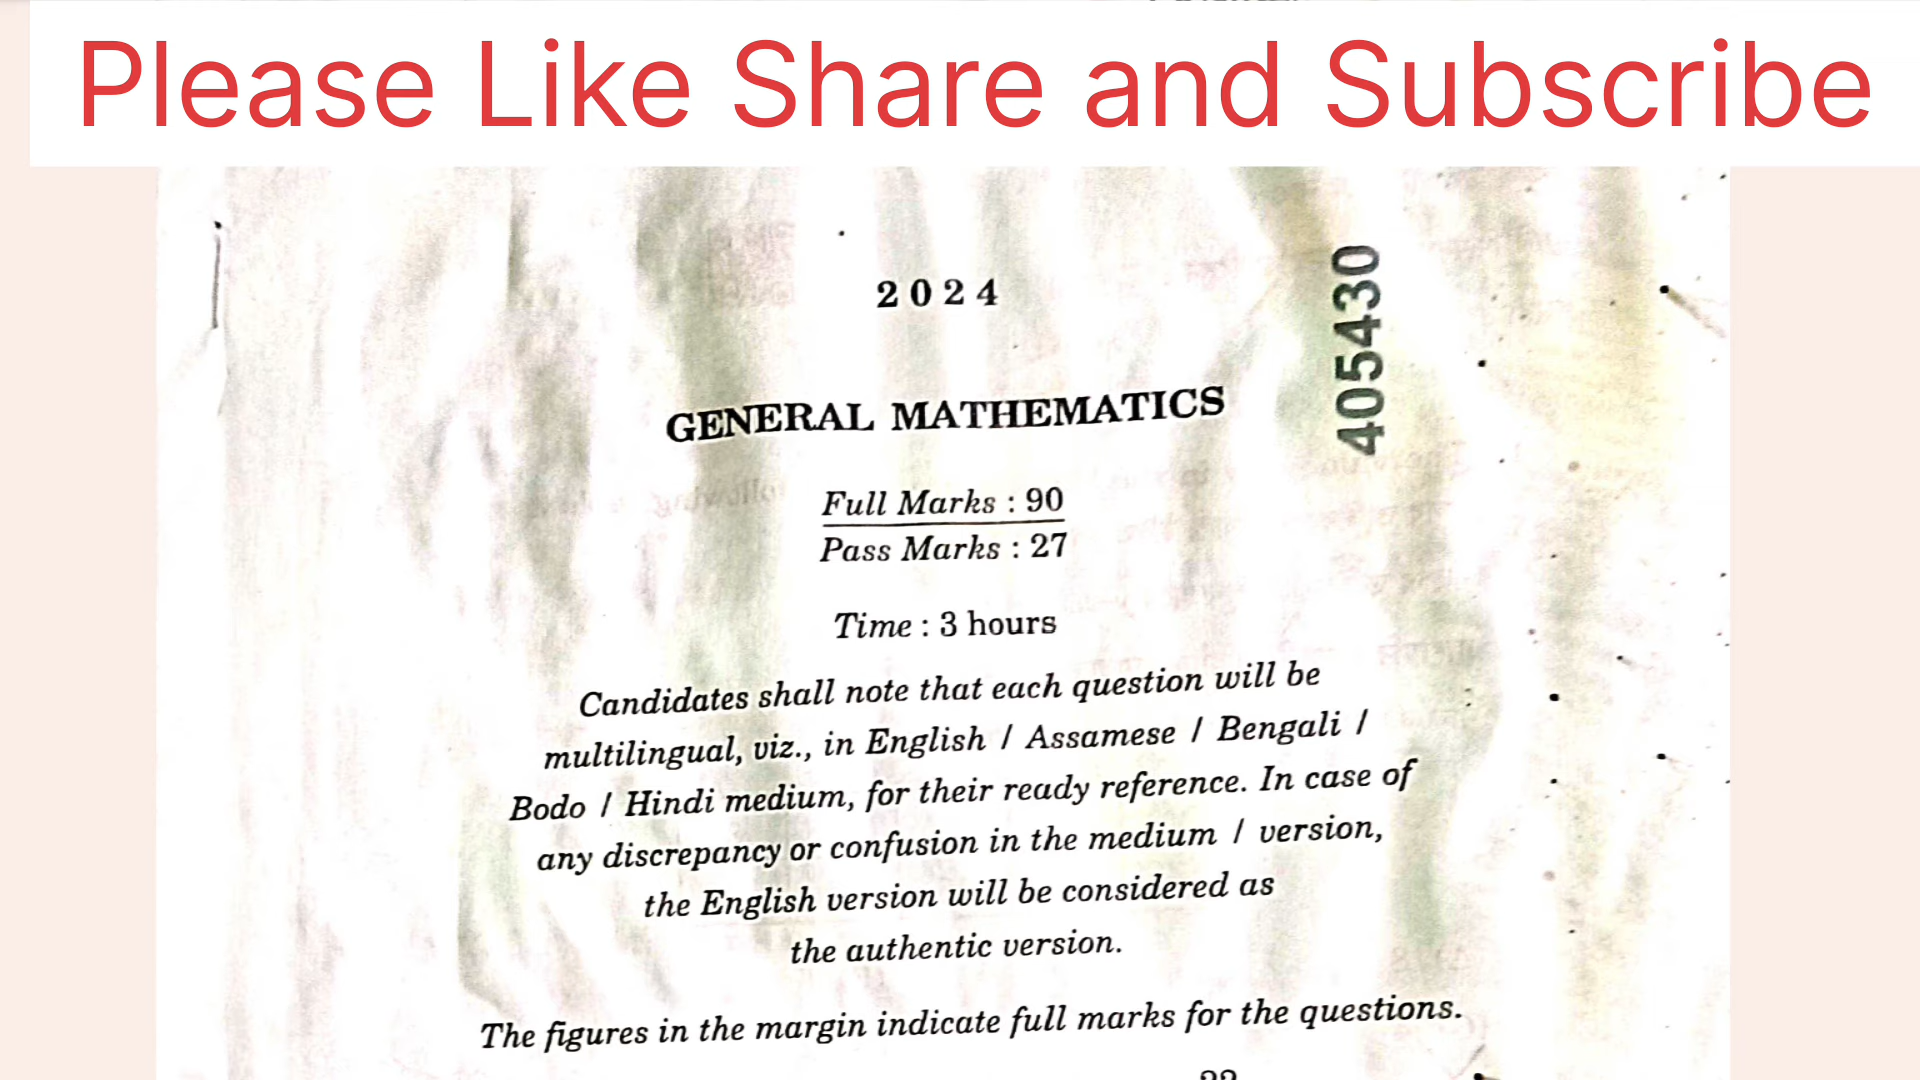 Please Like Share and Subscribe
2024
405430
GENERAL MATHEMATICS
Full Marks : 90
Pass Marks : 27
Time : 3 hours
Candidates shall note that each question will be
multilingual, viz., in English / Assamese / Bengali /
Bodo / Hindi medium, for their ready reference. In case of
any discrepancy or confusion in the medium / version,
the English version will be considered as
the authentic version.
The figures in the margin indicate full marks for the questions.